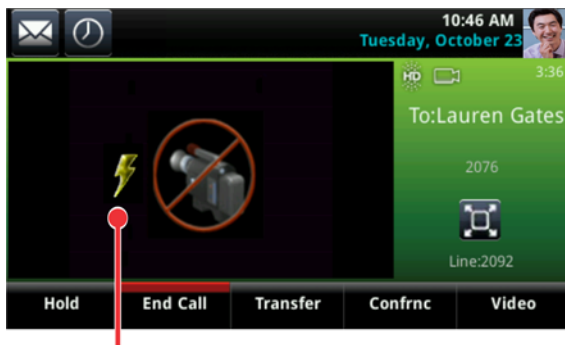 10:46 AM
Tuesday, October 23
HD
3:36
To:Lauren Gates
2076
Line:2092
Hold
End Call
Transfer
Confrnc
Video